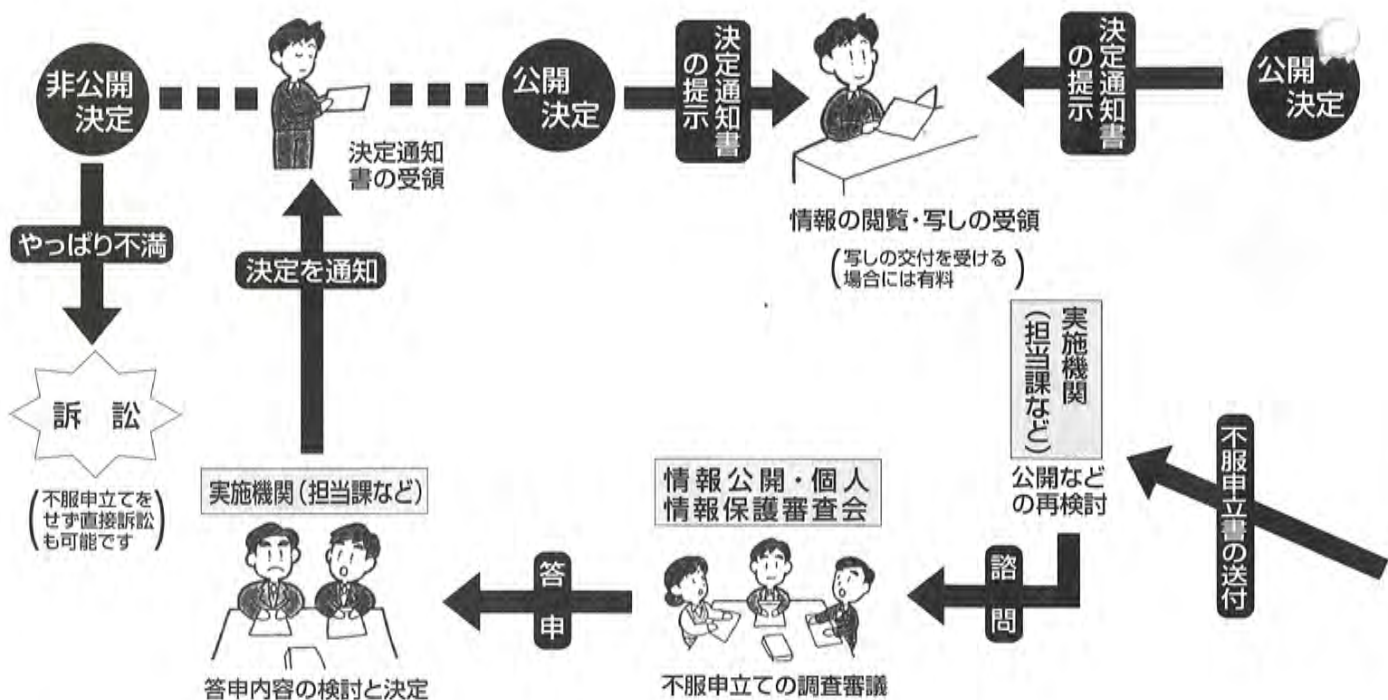 非公開
決定
決定通知
書の受領
公開
決定
決定通知書
の提示
情報の閲覧・写しの受領
(写しの交付を受ける
場合には有料)
決定通知書
の提示
公開
決定
やっぱり不満
訴訟
(不服申立てを
せず直接訴訟
も可能です)
決定を通知
実施機関(担当課など)
答申内容の検討と決定
答申
情報公開・個人
情報保護審査会
不服申立ての調査審議
諮問
実施機関
(担当課など)
公開など
の再検討
不服申立書の送付